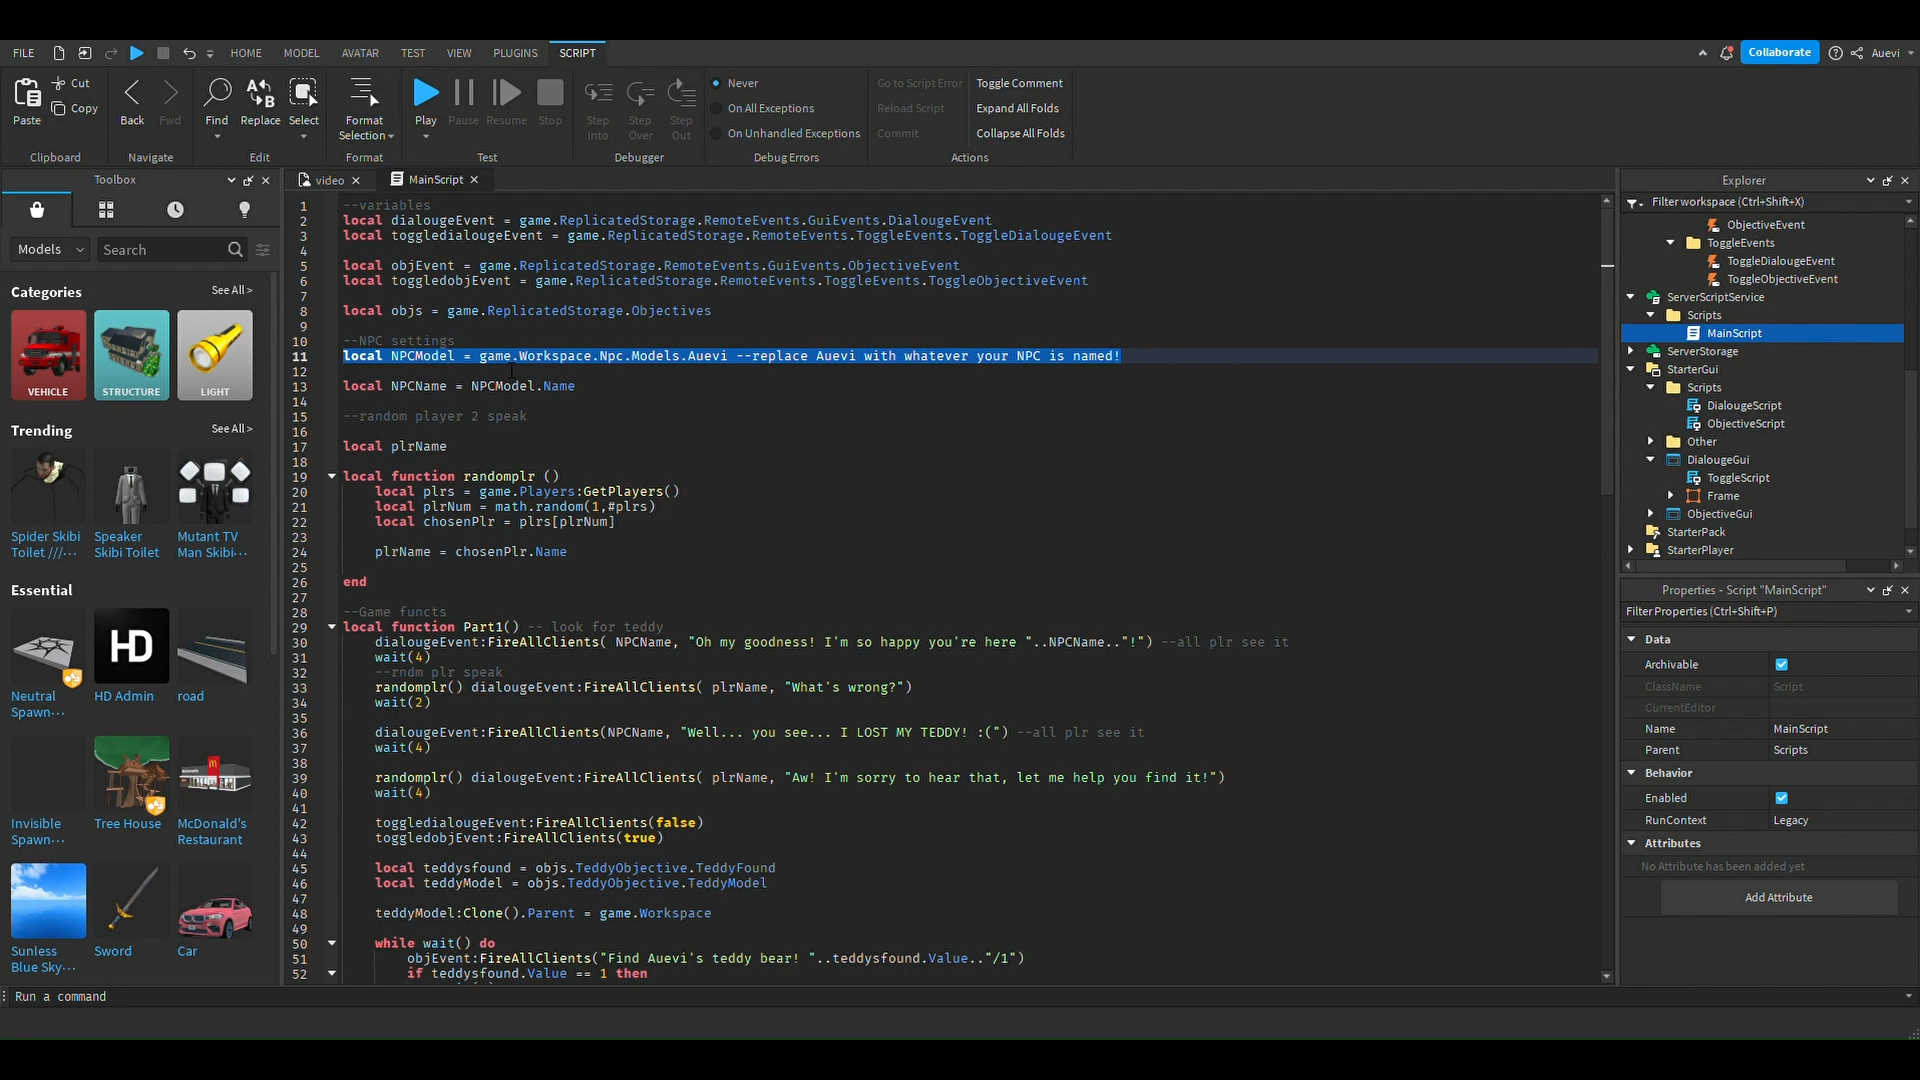 FILE
HOME
MODEL
AVATAR
TEST
VIEW
PLUGINS
SCRIPT
Collaborate
Auevi
Paste
Cut
Copy
Clipboard
Back
Fwd
Navigate
Find
Replace
Select
Edit
Format
Selection
Format
Play
Pause
Resume
Stop
Test
Step
Into
Step
Over
Step
Out
Debugger
Never
On All Exceptions
On Unhandled Exceptions
Debug Errors
Go to Script Error
Reload Script
Commit
Toggle Comment
Expand All Folds
Collapse All Folds
Actions
Toolbox
Models
Search
Categories
See All >
VEHICLE
STRUCTURE
LIGHT
Trending
See All >
Spider Skibi
Toilet ///···
Speaker
Skibi Toilet
Mutant TV
Man Skibi···
Essential
HD
Neutral
Spawn···
HD Admin
road
Invisible
Spawn···
Tree House
McDonald's
Restaurant
Sunless
Blue Sky···
Sword
Car
video
MainScript
1 --variables
2 local dialougeEvent = game.ReplicatedStorage.RemoteEvents.GuiEvents.DialougeEvent
3 local toggledialougeEvent = game.ReplicatedStorage.RemoteEvents.ToggleEvents.ToggleDialougeEvent
4
5 local objEvent = game.ReplicatedStorage.RemoteEvents.GuiEvents.ObjectiveEvent
6 local toggledobjEvent = game.ReplicatedStorage.RemoteEvents.ToggleEvents.ToggleObjectiveEvent
7
8 local objs = game.ReplicatedStorage.Objectives
9
10 --NPC settings
11 local NPCModel = game.Workspace.Npc.Models.Auevi --replace Auevi with whatever your NPC is named!
12
13 local NPCName = NPCModel.Name
14
15 --random player 2 speak
16
17 local plrName
18
19 local function randomplr ()
20 local plrs = game.Players:GetPlayers()
21 local plrNum = math.random(1,#plrs)
22 local chosenPlr = plrs[plrNum]
23
24 plrName = chosenPlr.Name
25
26 end
27
28 --Game functs
29 local function Part1() -- look for teddy
30 dialougeEvent:FireAllClients( NPCName, "Oh my goodness! I'm so happy you're here "..NPCName.."!") --all plr see it
31 wait(4)
32 --rndm plr speak
33 randomplr() dialougeEvent:FireAllClients( plrName, "What's wrong?")
34 wait(2)
35
36 dialougeEvent:FireAllClients(NPCName, "Well... you see... I LOST MY TEDDY! :(") --all plr see it
37 wait(4)
38
39 randomplr() dialougeEvent:FireAllClients( plrName, "Aw! I'm sorry to hear that, let me help you find it!")
40 wait(4)
41
42 toggledialougeEvent:FireAllClients(false)
43 toggledobjEvent:FireAllClients(true)
44
45 local teddysfound = objs.TeddyObjective.TeddyFound
46 local teddyModel = objs.TeddyObjective.TeddyModel
47
48 teddyModel:Clone().Parent = game.Workspace
49
50 while wait() do
51 objEvent:FireAllClients("Find Auevi's teddy bear! "..teddysfound.Value.."/1")
52 if teddysfound.Value == 1 then
Explorer
Filter workspace (Ctrl+Shift+X)
ObjectiveEvent
ToggleEvents
ToggleDialougeEvent
ToggleObjectiveEvent
ServerScriptService
Scripts
MainScript
ServerStorage
StarterGui
Scripts
DialougeScript
ObjectiveScript
Other
DialougeGui
ToggleScript
Frame
ObjectiveGui
StarterPack
StarterPlayer
Properties - Script "MainScript"
Filter Properties (Ctrl+Shift+P)
Data
Archivable
ClassName Script
CurrentEditor
Name MainScript
Parent Scripts
Behavior
Enabled
RunContext Legacy
Attributes
No Attribute has been added yet
Add Attribute
Run a command